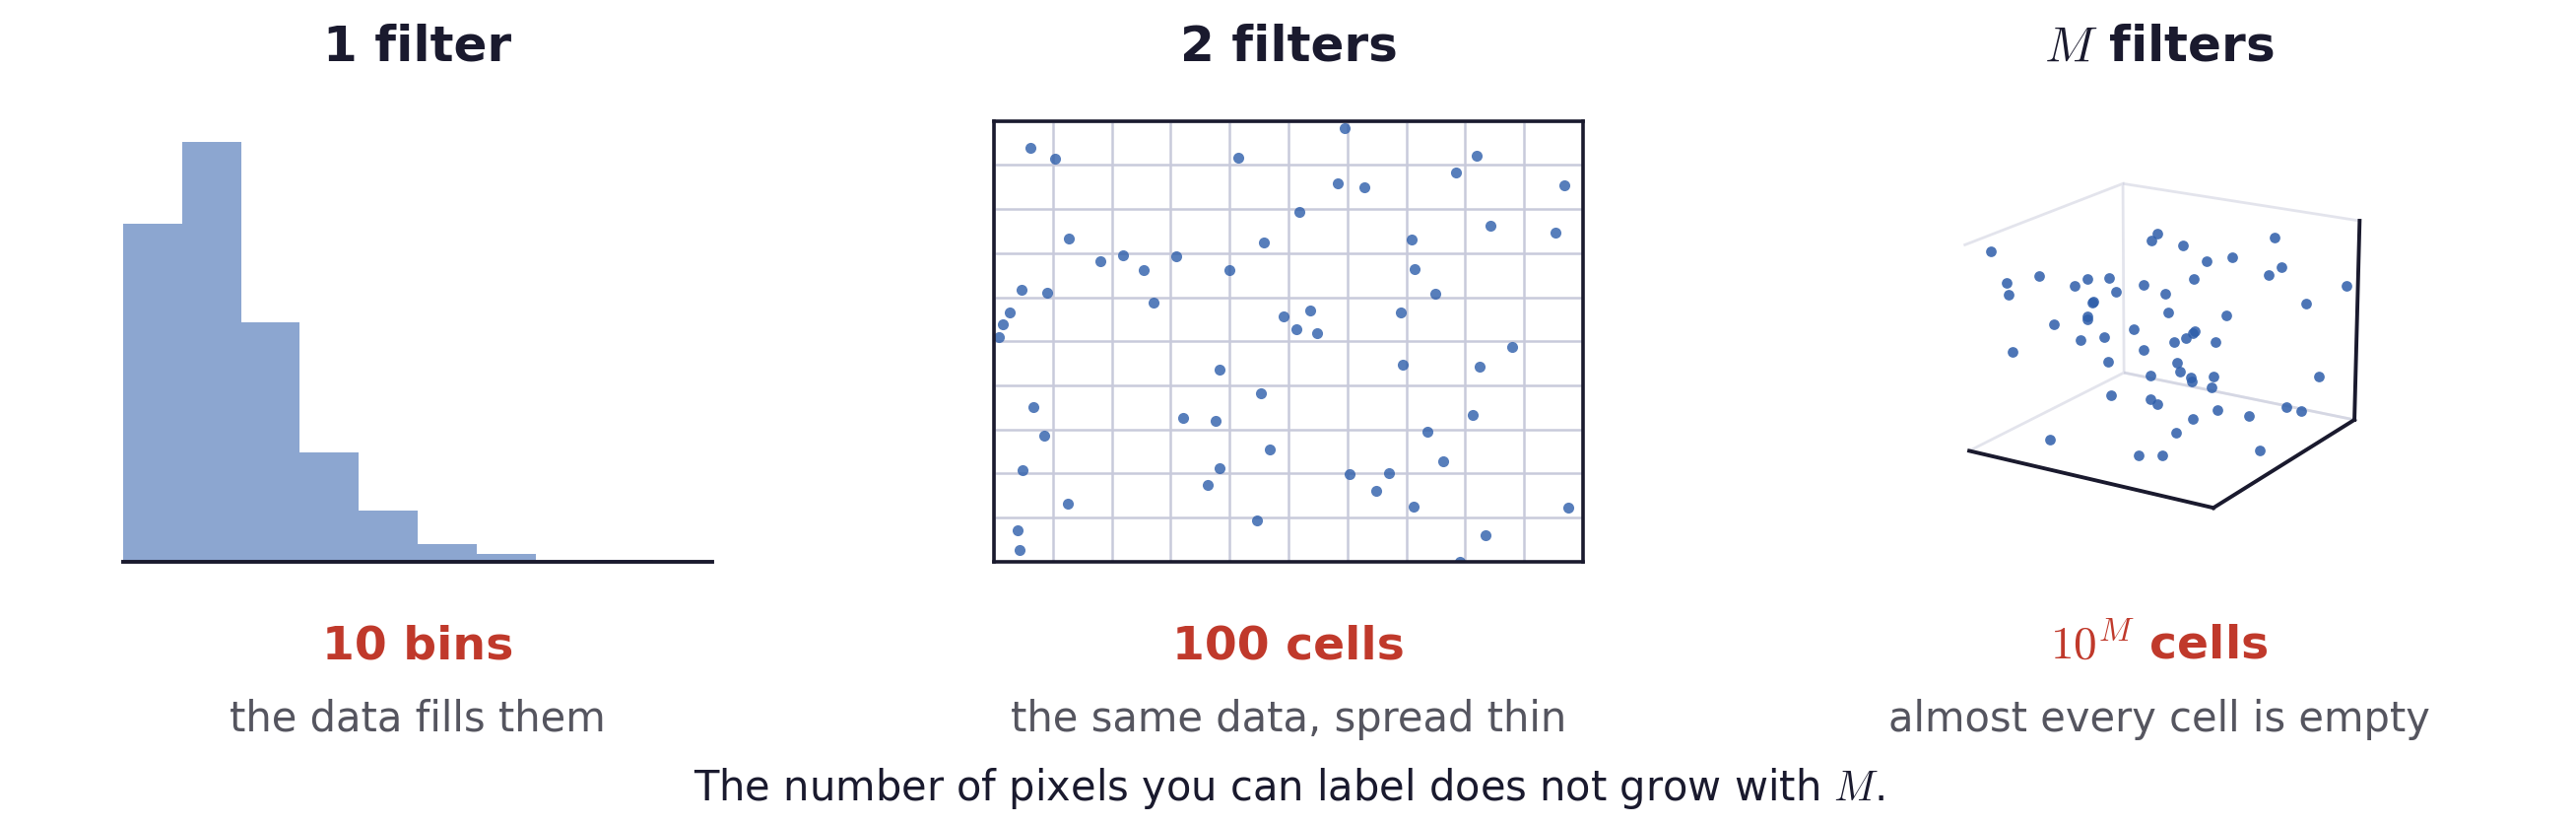 1 filter
2 filters
M filters
10 bins
100 cells
10^M cells
the data fills them
the same data, spread thin
almost every cell is empty
The number of pixels you can label does not grow with M.